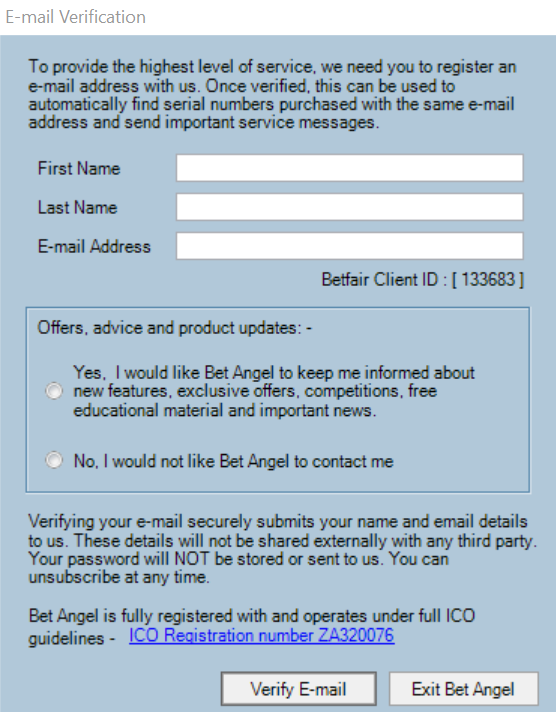 E-mail Verification
To provide the highest level of service, we need you to register an
e-mail address with us. Once verified, this can be used to
automatically find serial numbers purchased with the same e-mail
address and send important service messages.
First Name
Last Name
E-mail Address
Betfair Client ID : [ 133683 ]
Offers, advice and product updates: -
Yes, I would like Bet Angel to keep me informed about
new features, exclusive offers, competitions, free
educational material and important news.
No, I would not like Bet Angel to contact me
Verifying your e-mail securely submits your name and email details
to us. These details will not be shared externally with any third party.
Your password will NOT be stored or sent to us. You can
unsubscribe at any time.
Bet Angel is fully registered with and operates under full ICO
guidelines - ICO Registration number ZA320076
Verify E-mail Exit Bet Angel